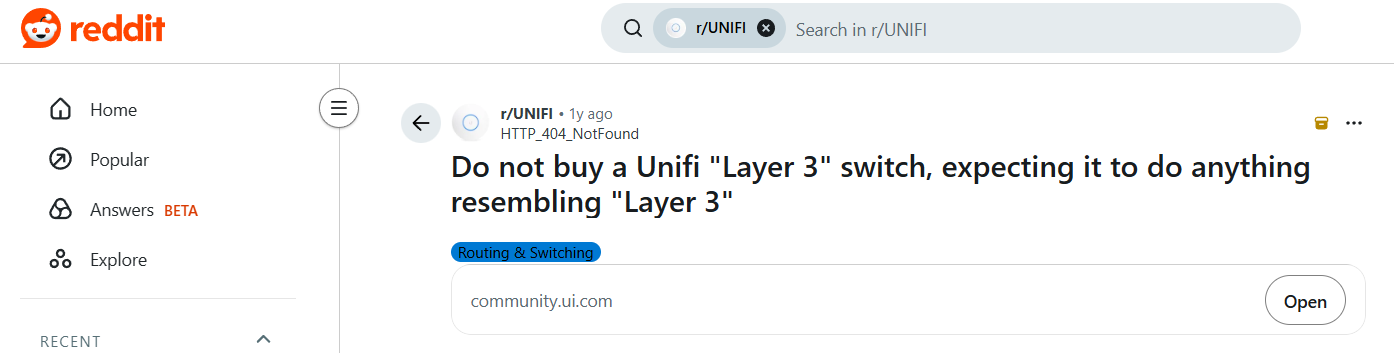 reddit
r/UNIFI
Search in r/UNIFI
Home
Popular
Answers BETA
Explore
RECENT
r/UNIFI • 1y ago
HTTP_404_NotFound
Do not buy a Unifi "Layer 3" switch, expecting it to do anything
resembling "Layer 3"
Routing & Switching
community.ui.com
Open